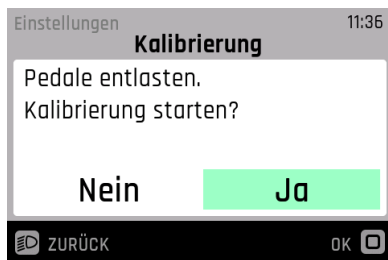 Einstellungen 11:36
Kalibrierung
Pedale entlasten.
Kalibrierung starten?
Nein Ja
ZURÜCK OK